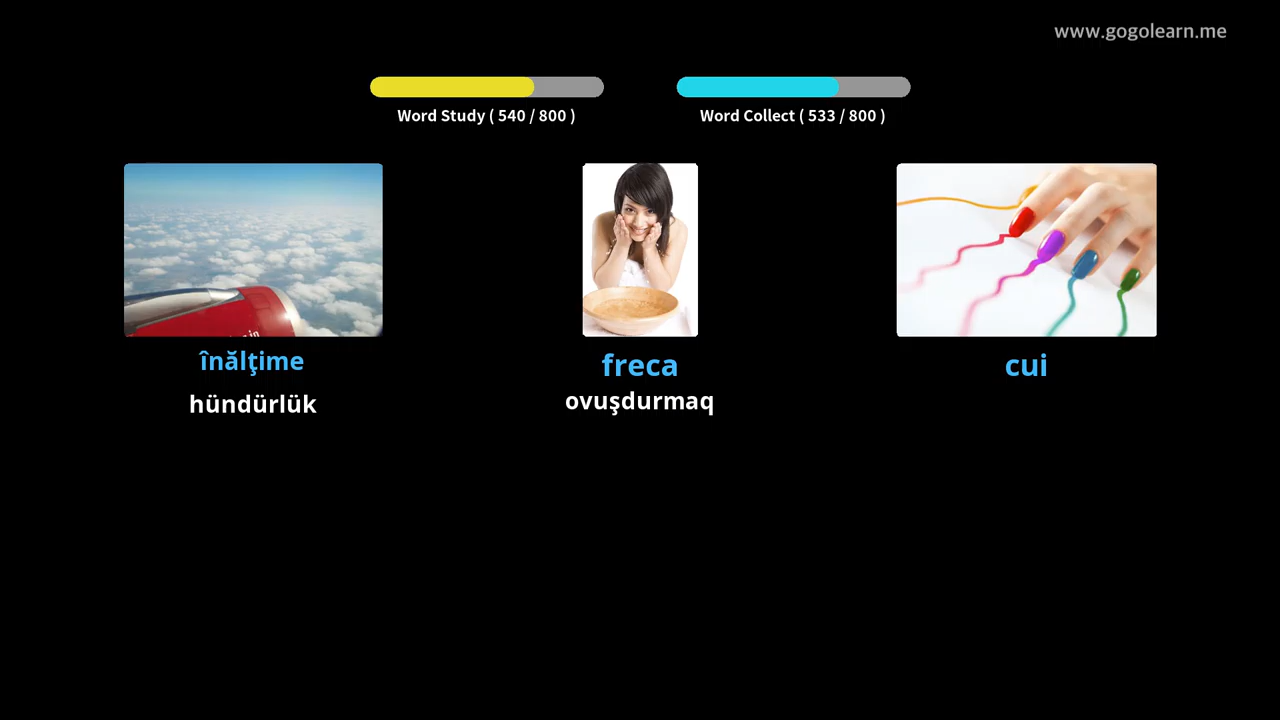 www.gogolearn.me
Word Study ( 540 / 800 )
Word Collect ( 533 / 800 )
înălţime
freca
cui
hündürlük
ovuşdurmaq